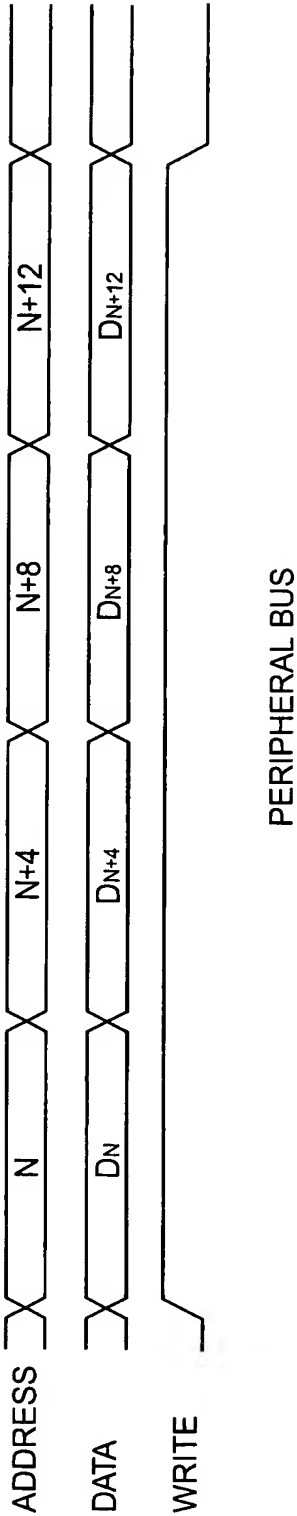 ADDRESS N N+4 N+8 N+12
DATA DN DN+4 DN+8 DN+12
WRITE
PERIPHERAL BUS